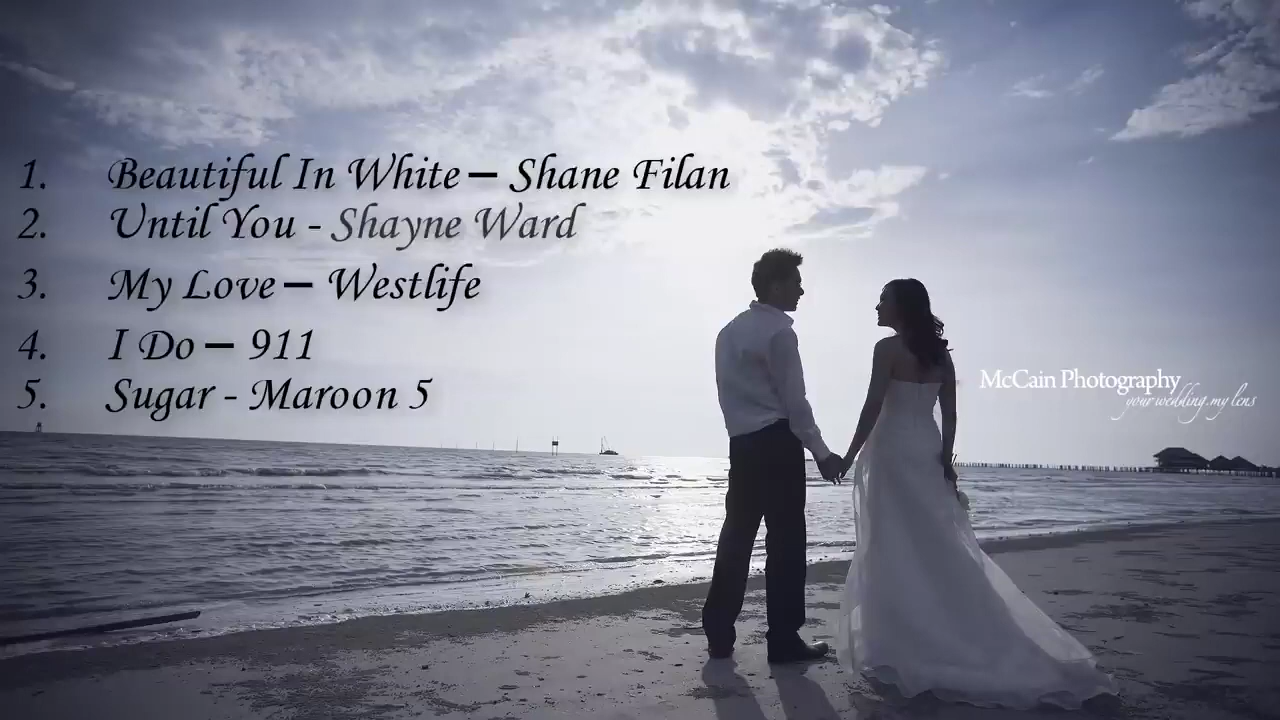 1. Beautiful In White – Shane Filan
2. Until You - Shayne Ward
3. My Love – Westlife
4. I Do – 911
5. Sugar - Maroon 5
McCain Photography
your wedding.my lens